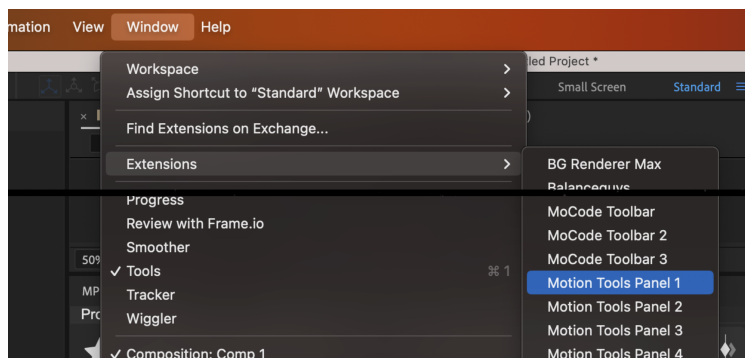 mation View Window Help
led Project *
Workspace
Small Screen Standard
Assign Shortcut to “Standard” Workspace
Find Extensions on Exchange...
Extensions
BG Renderer Max
Balanceguys
Progress
MoCode Toolbar
Review with Frame.io
MoCode Toolbar 2
Smoother
MoCode Toolbar 3
50%
Tools ⌘ 1
Motion Tools Panel 1
MP
Tracker
Motion Tools Panel 2
Wiggler
Motion Tools Panel 3
Composition: Comp 1
Motion Tools Panel 4